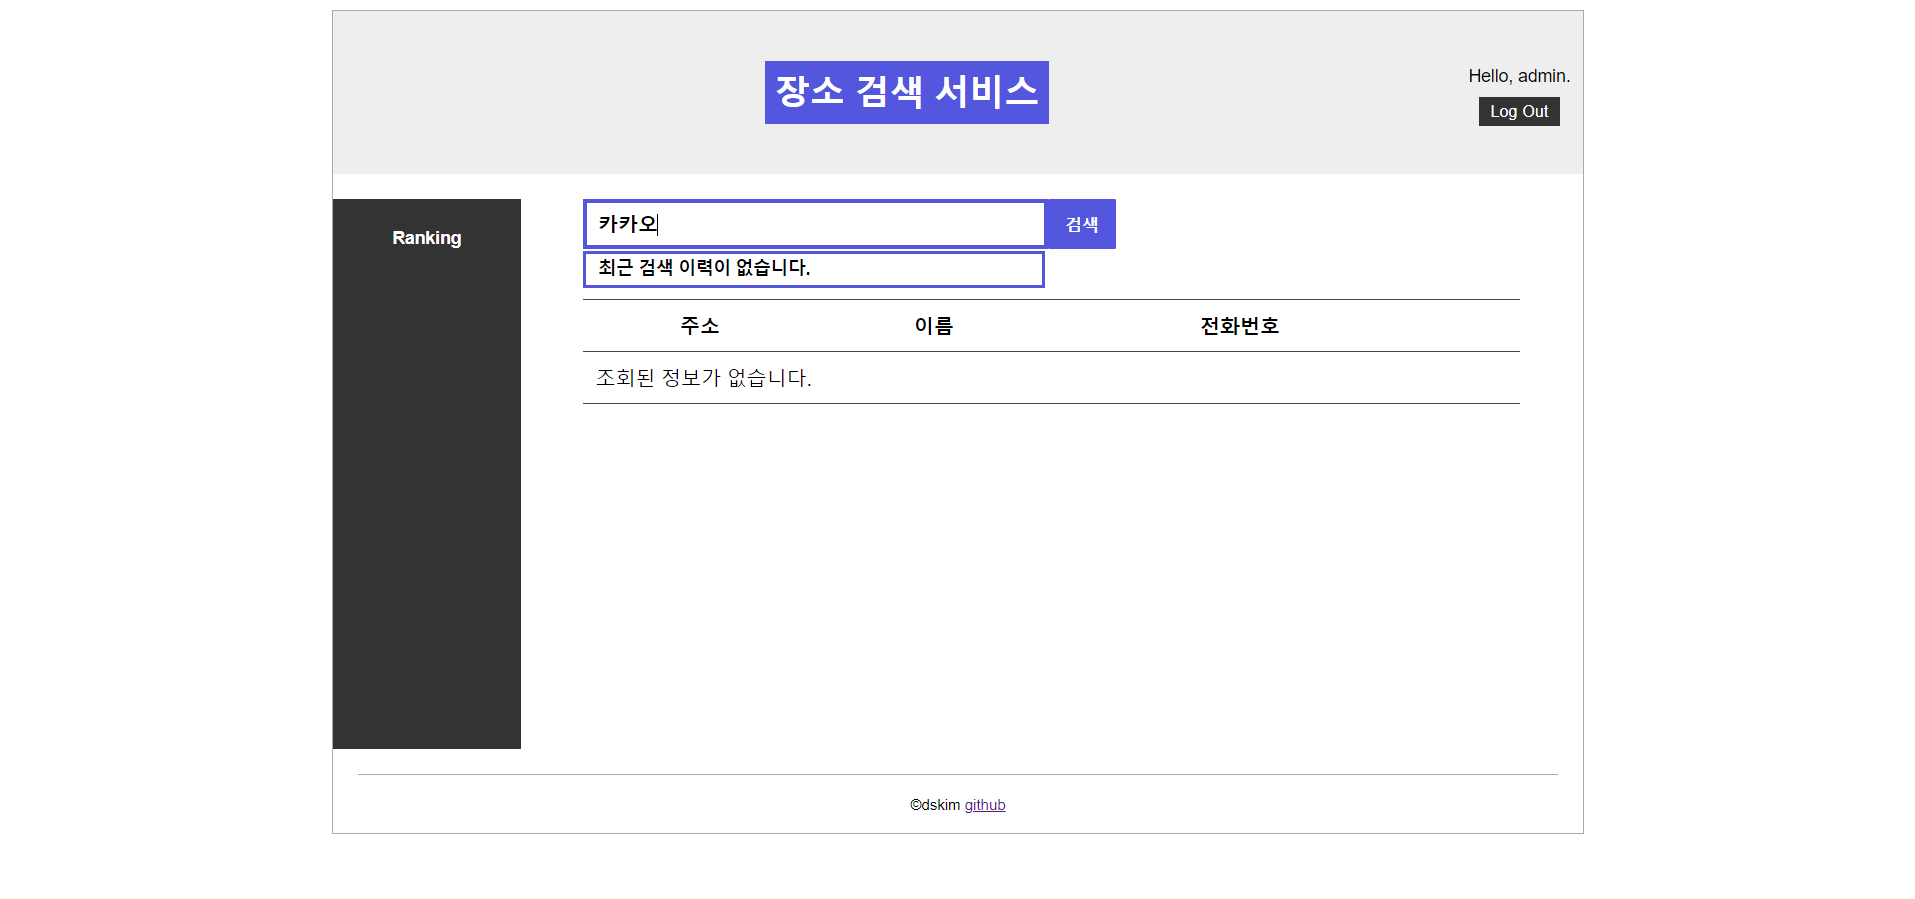 장소 검색 서비스
Hello, admin.
Log Out
Ranking
카카오
검색
최근 검색 이력이 없습니다.
주소 이름 전화번호
조회된 정보가 없습니다.
©dskim github